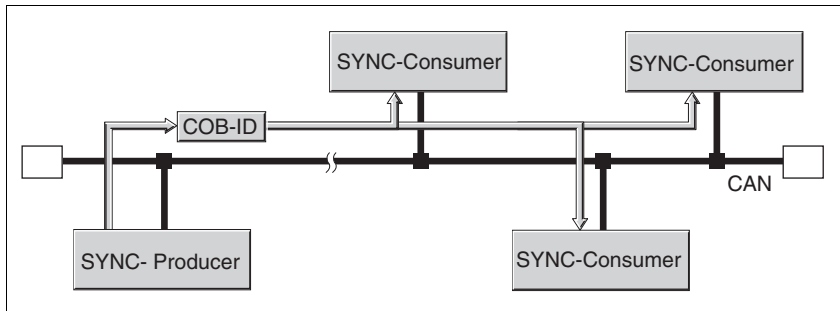 SYNC-Consumer
SYNC-Consumer
COB-ID
CAN
SYNC- Producer
SYNC-Consumer